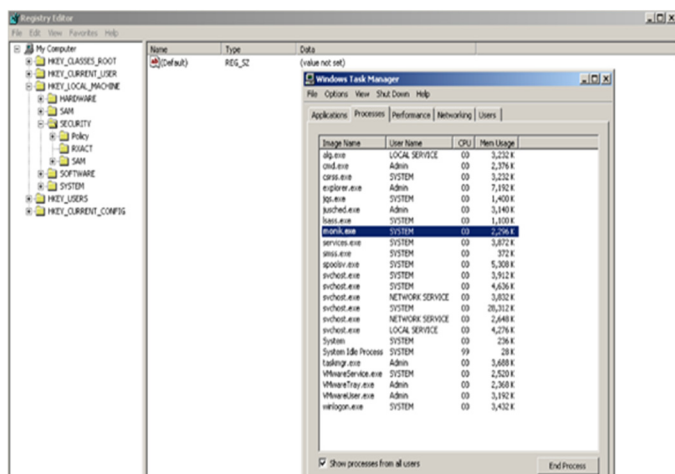 Registry Editor
File Edit View Favorites Help
My Computer
HKEY_CLASSES_ROOT
HKEY_CURRENT_USER
HKEY_LOCAL_MACHINE
HARDWARE
SAM
SECURITY
Policy
RXACT
SAM
SOFTWARE
SYSTEM
HKEY_USERS
HKEY_CURRENT_CONFIG
Name Type Data
(Default) REG_SZ (value not set)
Windows Task Manager
File Options View Shut Down Help
Applications Processes Performance Networking Users
Image Name User Name CPU Mem Usage
alg.exe LOCAL SERVICE 00 3,232 K
cmd.exe Admin 00 2,376 K
csrss.exe SYSTEM 00 3,232 K
explorer.exe Admin 00 7,192 K
jqs.exe SYSTEM 00 1,400 K
jusched.exe Admin 00 3,140 K
lsass.exe SYSTEM 00 1,100 K
monik.exe SYSTEM 00 2,296 K
services.exe SYSTEM 00 3,872 K
smss.exe SYSTEM 00 372 K
spoolsv.exe SYSTEM 00 5,308 K
svchost.exe SYSTEM 00 3,912 K
svchost.exe SYSTEM 00 4,636 K
svchost.exe NETWORK SERVICE 00 3,832 K
svchost.exe SYSTEM 00 28,312 K
svchost.exe NETWORK SERVICE 00 2,648 K
svchost.exe LOCAL SERVICE 00 4,276 K
System SYSTEM 00 236 K
System Idle Process SYSTEM 99 28 K
taskmgr.exe Admin 00 3,688 K
VMwareService.exe SYSTEM 00 2,520 K
VMwareTray.exe Admin 00 2,368 K
VMwareUser.exe Admin 00 3,192 K
winlogon.exe SYSTEM 00 3,432 K
Show processes from all users
End Process